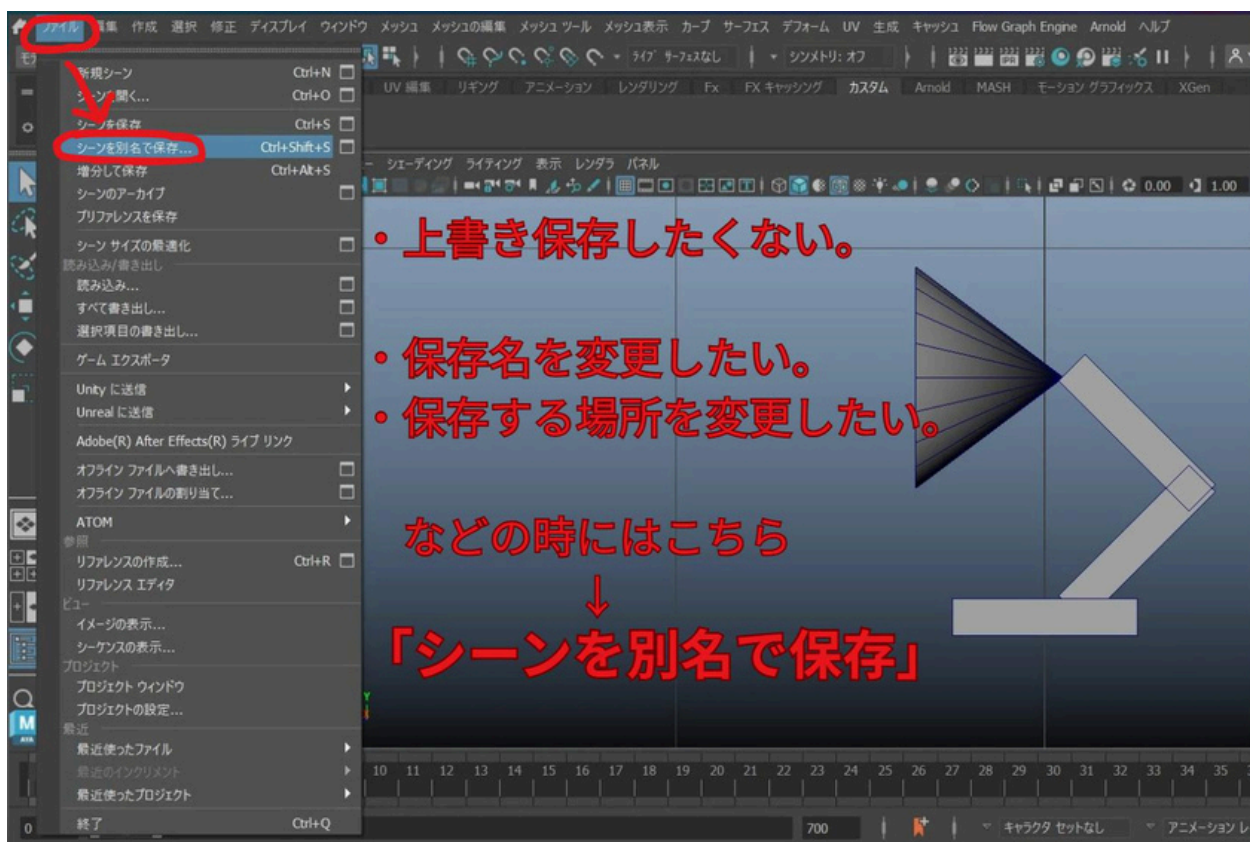 ファイル 編集 作成 選択 修正 ディスプレイ ウィンドウ メッシュ メッシュの編集 メッシュ ツール メッシュ表示 カーブ サーフェス デフォーム UV 生成 キャッシュ Flow Graph Engine Arnold ヘルプ
ライブ サーフェスなし シンメトリ: オフ
UV 編集 リギング アニメーション レンダリング Fx FX キャッシング カスタム Arnold MASH モーション グラフィックス XGen
新規シーン Ctrl+N
シーンを開く... Ctrl+O
シーンを保存 Ctrl+S
シーンを別名で保存... Ctrl+Shift+S
増分して保存 Ctrl+Alt+S
シーンのアーカイブ
プリファレンスを保存
シーン サイズの最適化
読み込み/書き出し
読み込み...
すべて書き出し...
選択項目の書き出し...
ゲーム エクスポータ
Unity に送信
Unreal に送信
Adobe(R) After Effects(R) ライブ リンク
オフライン ファイルへ書き出し...
オフライン ファイルの割り当て...
ATOM
参照
リファレンスの作成... Ctrl+R
リファレンス エディタ
ビュー
イメージの表示...
シーケンスの表示...
プロジェクト
プロジェクト ウィンドウ
プロジェクトの設定...
最近
最近使ったファイル
最近のインクリメント
最近使ったプロジェクト
終了 Ctrl+Q
シェーディング ライティング 表示 レンダラ パネル
0.00 1.00
・上書き保存したくない。
・保存名を変更したい。
・保存する場所を変更したい。
などの時にはこちら
↓
「シーンを別名で保存」
Y
M
10 11 12 13 14 15 16 17 18 19 20 21 22 23 24 25 26 27 28 29 30 31 32 33 34 35
0 700 キャラクタ セットなし アニメーション レ